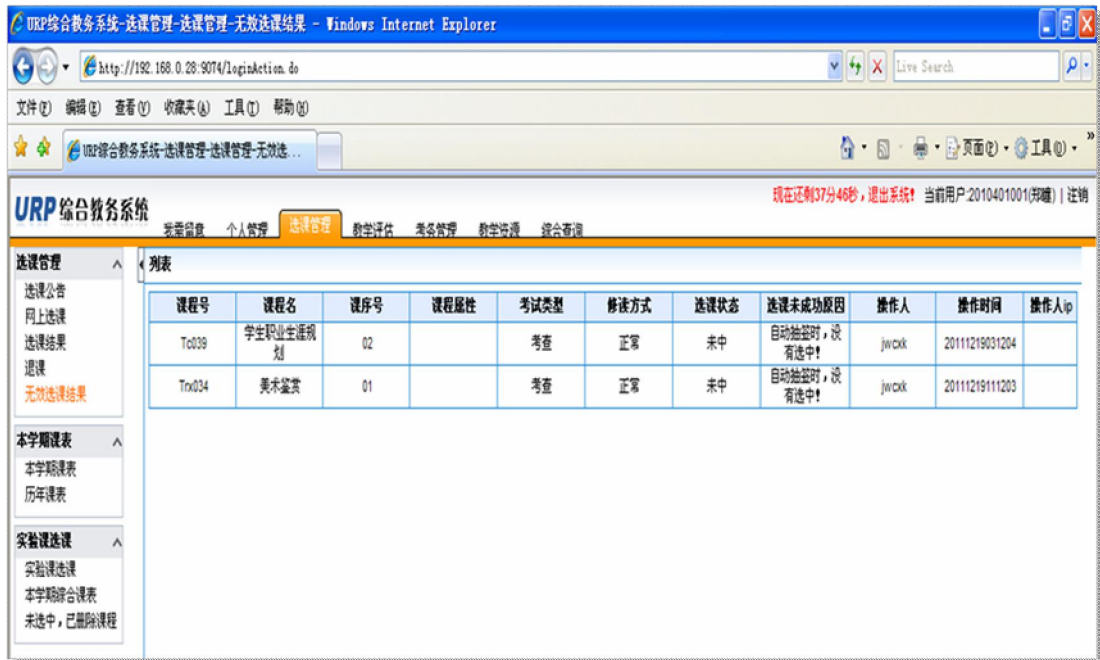 URP综合教务系统-选课管理-选课管理-无效选课结果 - Windows Internet Explorer
http://192.168.0.28:9074/loginAction.do
Live Search
文件(F) 编辑(E) 查看(V) 收藏夹(A) 工具(T) 帮助(H)
URP综合教务系统-选课管理-选课管理-无效选...
页面(P) 工具(O) »
URP综合教务系统
现在还剩37分46秒,退出系统! 当前用户:2010401001(郑瞳) | 注销
我需留意 个人管理 选课管理 教学评估 考务管理 教学资源 综合查询
选课管理
选课公告
网上选课
选课结果
退课
无效选课结果
本学期课表
本学期课表
历年课表
实验课选课
实验课选课
本学期综合课表
未选中,已删除课程
列表
课程号 课程名 课序号 课程属性 考试类型 修读方式 选课状态 选课未成功原因 操作人 操作时间 操作人ip
Tc039 学生职业生涯规划 02 考查 正常 未中 自动抽签时,没有选中! jwcxk 20111219031204
Trx034 美术鉴赏 01 考查 正常 未中 自动抽签时,没有选中! jwcxk 20111219111203